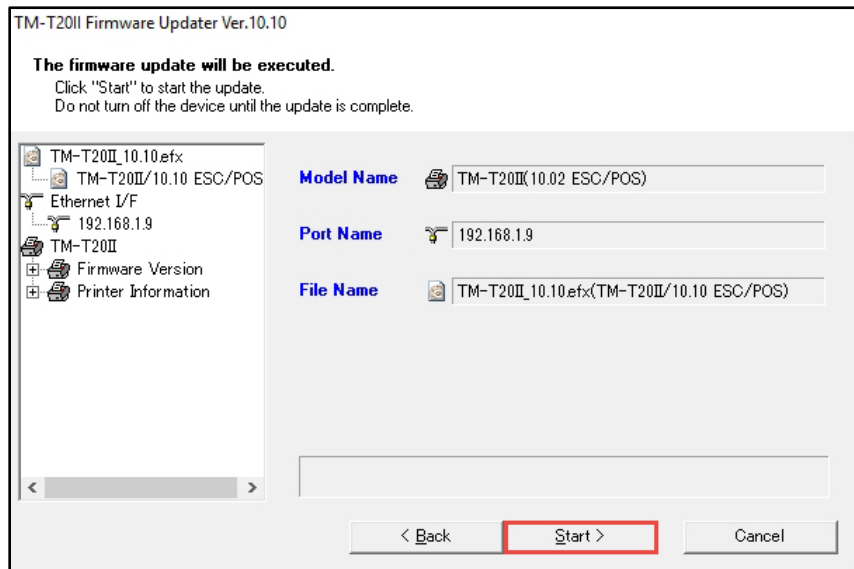 TM-T20II Firmware Updater Ver.10.10
The firmware update will be executed.
Click "Start" to start the update.
Do not turn off the device until the update is complete.
TM-T20Ⅱ_10.10.efx
TM-T20Ⅱ/10.10 ESC/POS
Ethernet I/F
192.168.1.9
TM-T20Ⅱ
Firmware Version
Printer Information
Model Name
TM-T20Ⅱ(10.02 ESC/POS)
Port Name
192.168.1.9
File Name
TM-T20Ⅱ_10.10.efx(TM-T20Ⅱ/10.10 ESC/POS)
< Back
Start >
Cancel